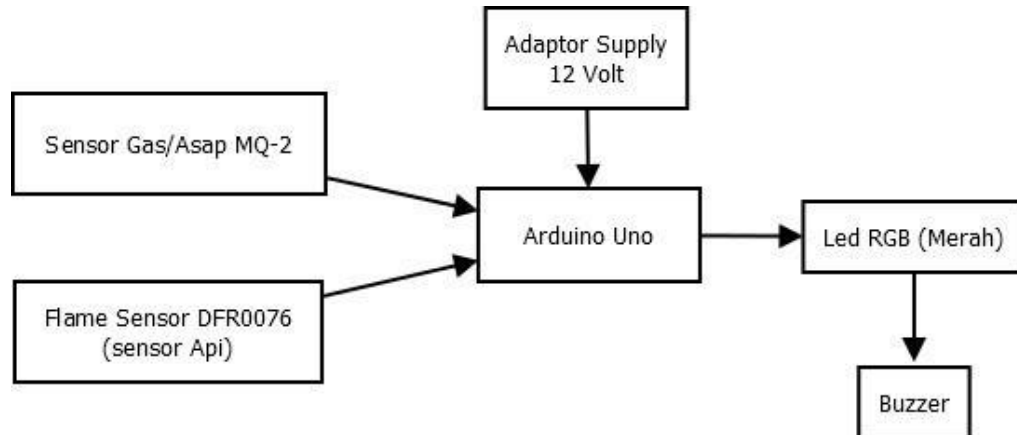 Adaptor Supply
12 Volt
Sensor Gas/Asap MQ-2
Arduino Uno
Led RGB (Merah)
Flame Sensor DFR0076
(sensor Api)
Buzzer